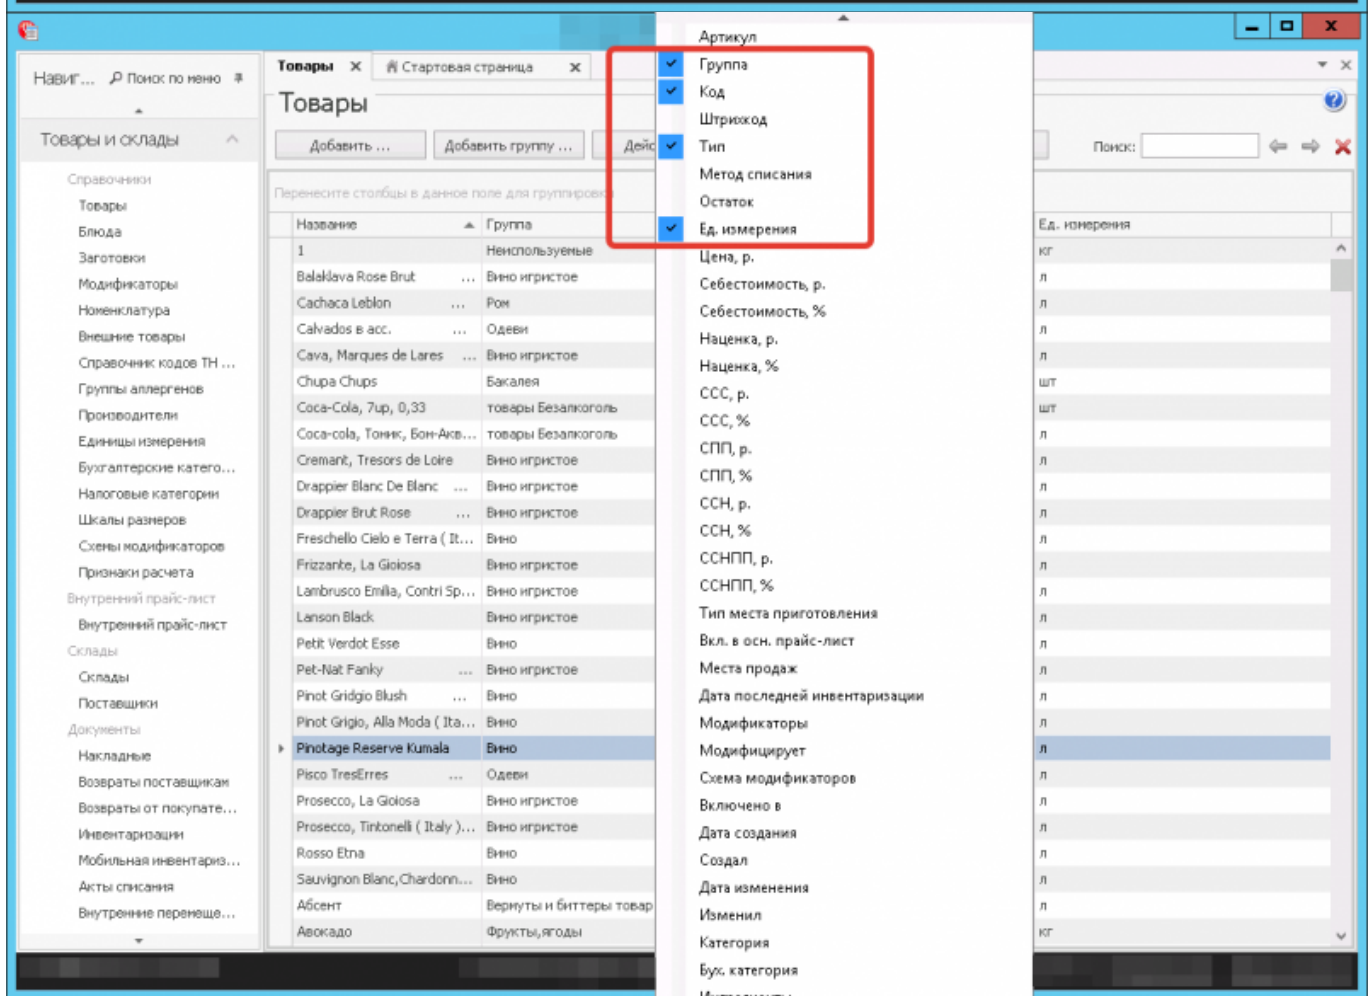 Навиг... Поиск по меню
Товары и склады
Справочники
Товары
Блюда
Заготовки
Модификаторы
Номенклатура
Внешние товары
Справочник кодов ТН ...
Группы аллергенов
Производители
Единицы измерения
Бухгалтерские катего...
Налоговые категории
Шкалы размеров
Схемы модификаторов
Признаки расчета
Внутренний прайс-лист
Внутренний прайс-лист
Склады
Склады
Поставщики
Документы
Накладные
Возвраты поставщикам
Возвраты от покупате...
Инвентаризации
Мобильная инвентариз...
Акты списания
Внутренние перемеще...
Товары Стартовая страница
Товары
Добавить ... Добавить группу ... Дейс Поиск:
Перенесите столбцы в данное поле для группировки
Название Группа Ед. измерения
1 Неиспользуемые кг
Balaklava Rose Brut ... Вино игристое л
Cachaca Leblon ... Ром л
Calvados в асс. ... Одеви л
Cava, Marques de Lares ... Вино игристое л
Chupa Chups Бакалея шт
Coca-Cola, 7up, 0,33 товары Безалкоголь шт
Coca-cola, Тоник, Бон-Акв... товары Безалкоголь л
Cremant, Tresors de Loire Вино игристое л
Drappier Blanc De Blanc ... Вино игристое л
Drappier Brut Rose ... Вино игристое л
Freschello Cielo e Terra ( It... Вино л
Frizzante, La Gioiosa Вино игристое л
Lambrusco Emilia, Contri Sp... Вино игристое л
Lanson Black Вино игристое л
Petit Verdot Esse Вино л
Pet-Nat Fanky ... Вино игристое л
Pinot Gridgio Blush ... Вино л
Pinot Grigio, Alla Moda ( Ita... Вино л
Pinotage Reserve Kumala Вино л
Pisco TresErres ... Одеви л
Prosecco, La Gioiosa Вино игристое л
Prosecco, Tintonelli ( Italy )... Вино игристое л
Rosso Etna Вино л
Sauvignon Blanc,Chardonn... Вино л
Абсент Вермуты и биттеры товар л
Авокадо Фрукты,ягоды кг
Артикул
Группа
Код
Штрихкод
Тип
Метод списания
Остаток
Ед. измерения
Цена, р.
Себестоимость, р.
Себестоимость, %
Наценка, р.
Наценка, %
ССС, р.
ССС, %
СПП, р.
СПП, %
ССН, р.
ССН, %
ССНПП, р.
ССНПП, %
Тип места приготовления
Вкл. в осн. прайс-лист
Места продаж
Дата последней инвентаризации
Модификаторы
Модифицирует
Схема модификаторов
Включено в
Дата создания
Создал
Дата изменения
Изменил
Категория
Бух. категория